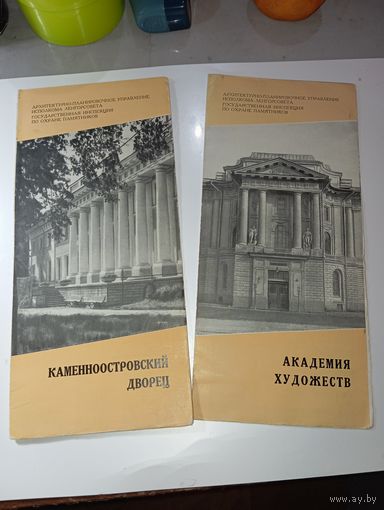 АРХИТЕКТУРНО-ПЛАНИРОВОЧНОЕ УПРАВЛЕНИЕ
ИСПОЛКОМА ЛЕНГОРСОВЕТА
ГОСУДАРСТВЕННАЯ ИНСПЕКЦИЯ
ПО ОХРАНЕ ПАМЯТНИКОВ
КАМЕННООСТРОВСКИЙ
ДВОРЕЦ
АРХИТЕКТУРНО-ПЛАНИРОВОЧНОЕ УПРАВЛЕНИЕ
ИСПОЛКОМА ЛЕНГОРСОВЕТА
ГОСУДАРСТВЕННАЯ ИНСПЕКЦИЯ
ПО ОХРАНЕ ПАМЯТНИКОВ
АКАДЕМИЯ
ХУДОЖЕСТВ
www.ay.by